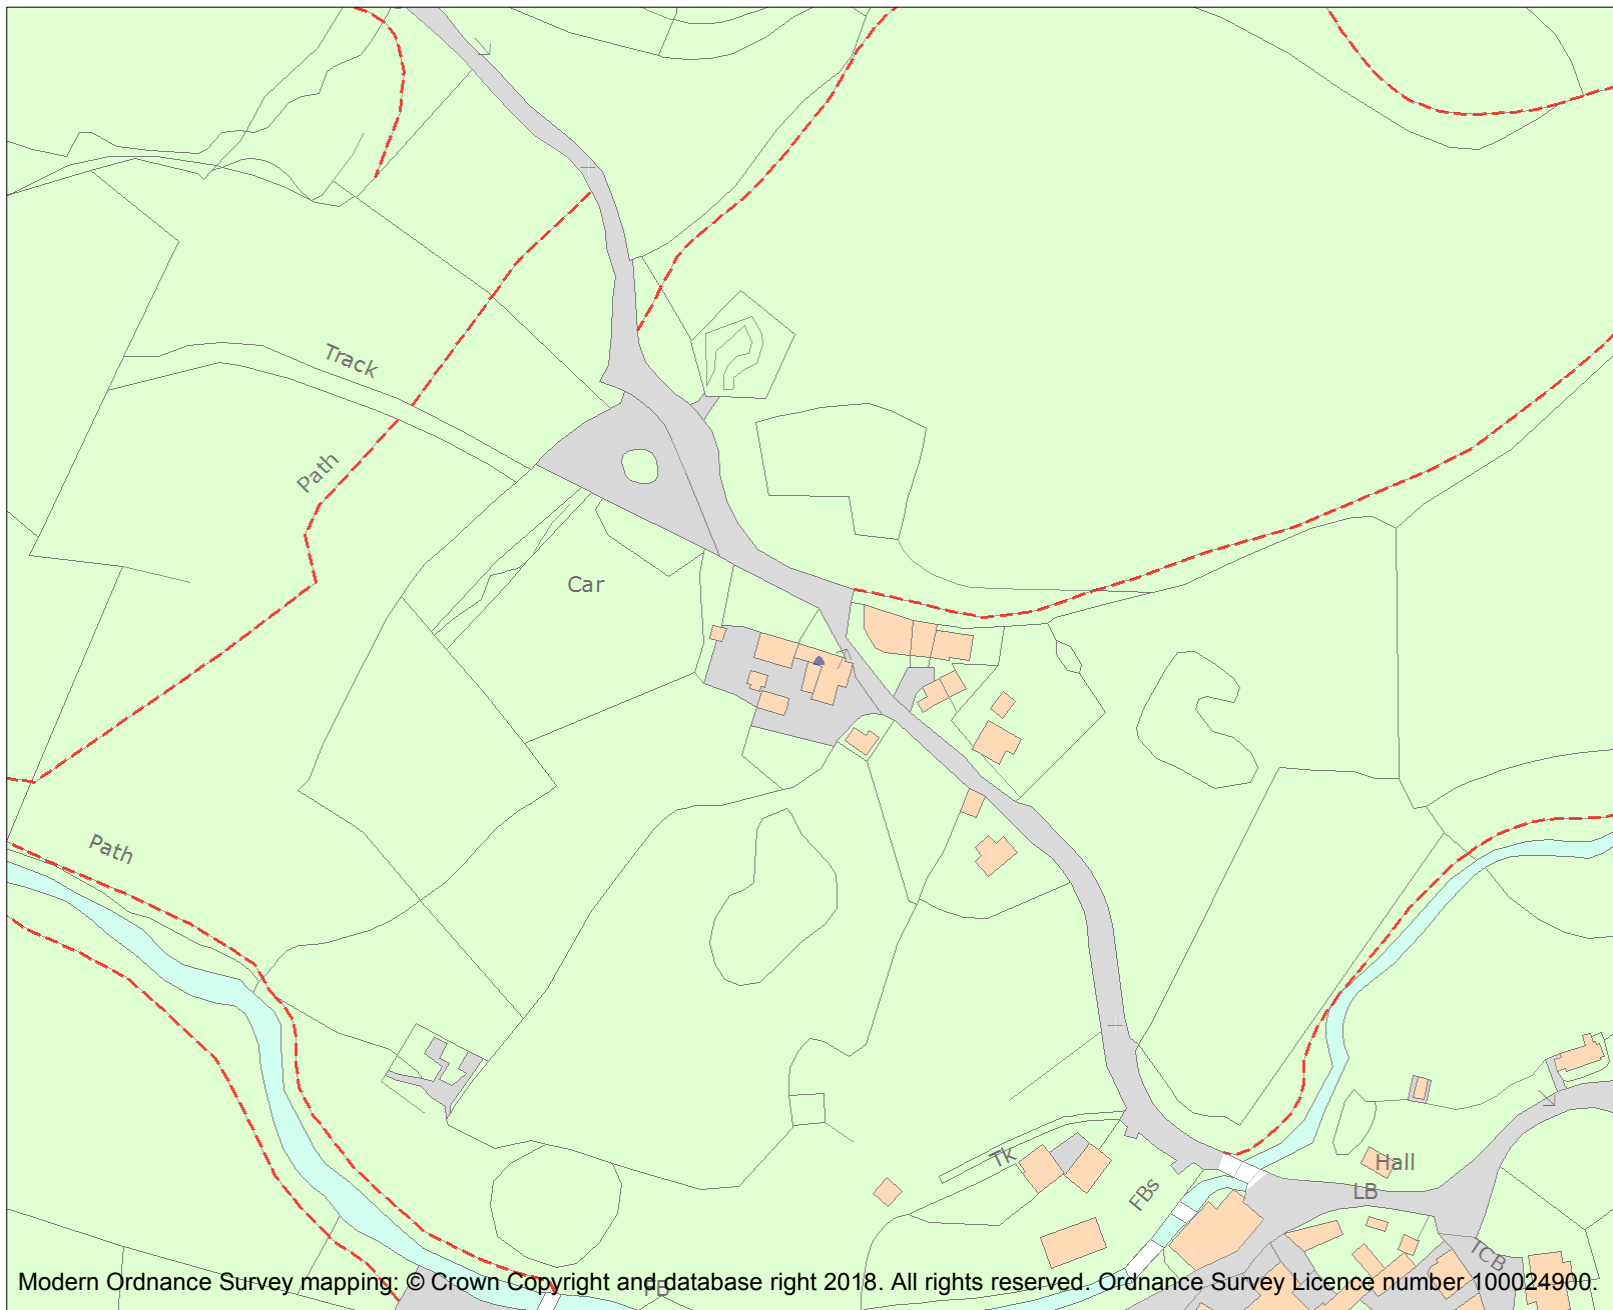 Track
Path
Car
Path
Tk
FBs
Hall
LB
TCB
FB
Modern Ordnance Survey mapping: © Crown Copyright and database right 2018. All rights reserved. Ordnance Survey Licence number 100024900.